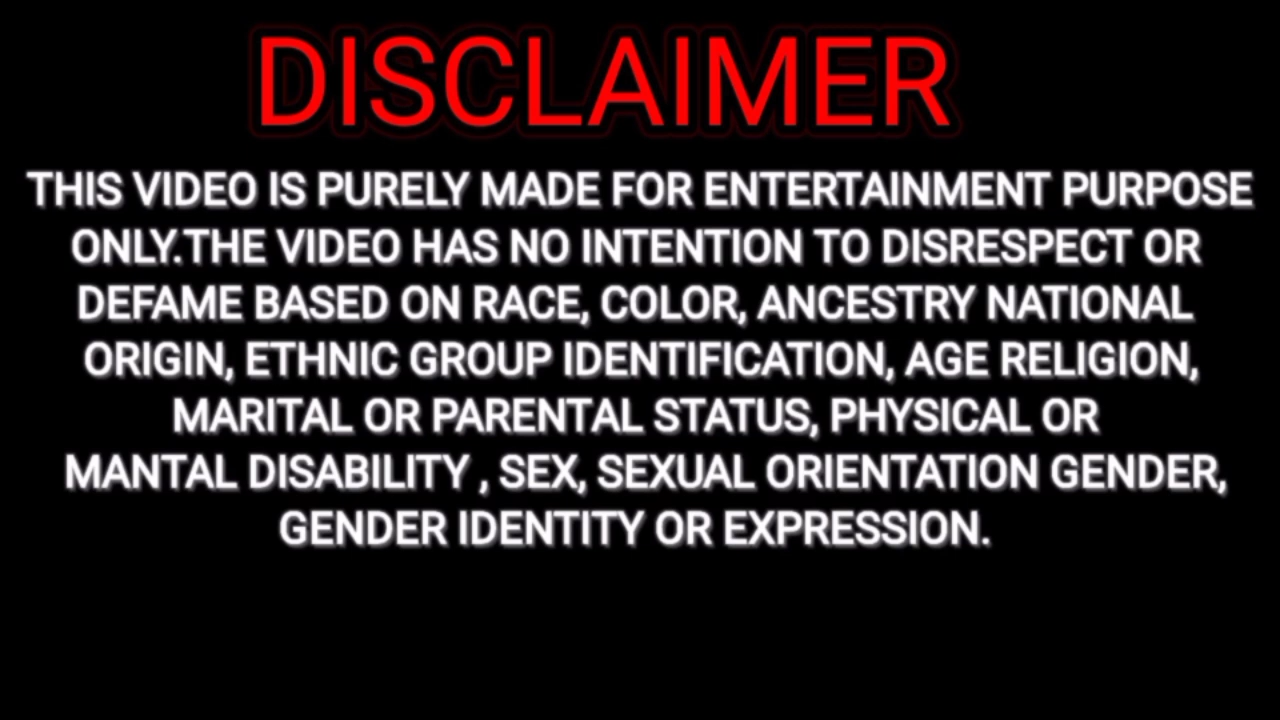 DISCLAIMER
THIS VIDEO IS PURELY MADE FOR ENTERTAINMENT PURPOSE
ONLY.THE VIDEO HAS NO INTENTION TO DISRESPECT OR
DEFAME BASED ON RACE, COLOR, ANCESTRY NATIONAL
ORIGIN, ETHNIC GROUP IDENTIFICATION, AGE RELIGION,
MARITAL OR PARENTAL STATUS, PHYSICAL OR
MANTAL DISABILITY , SEX, SEXUAL ORIENTATION GENDER,
GENDER IDENTITY OR EXPRESSION.